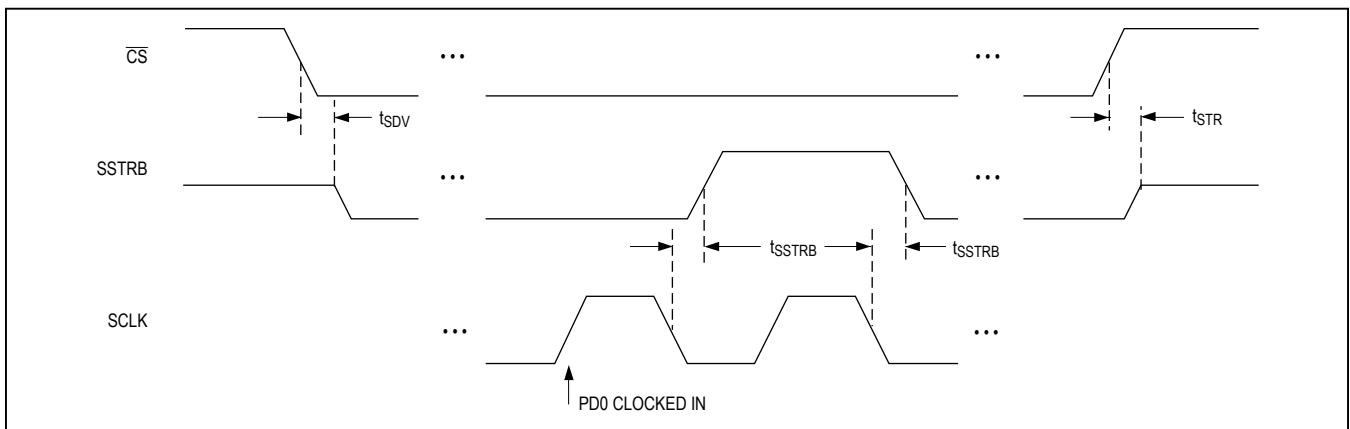 CS
... ...
tSDV tSTR
SSTRB
... ...
tSSTRB tSSTRB
SCLK
... ...
PD0 CLOCKED IN